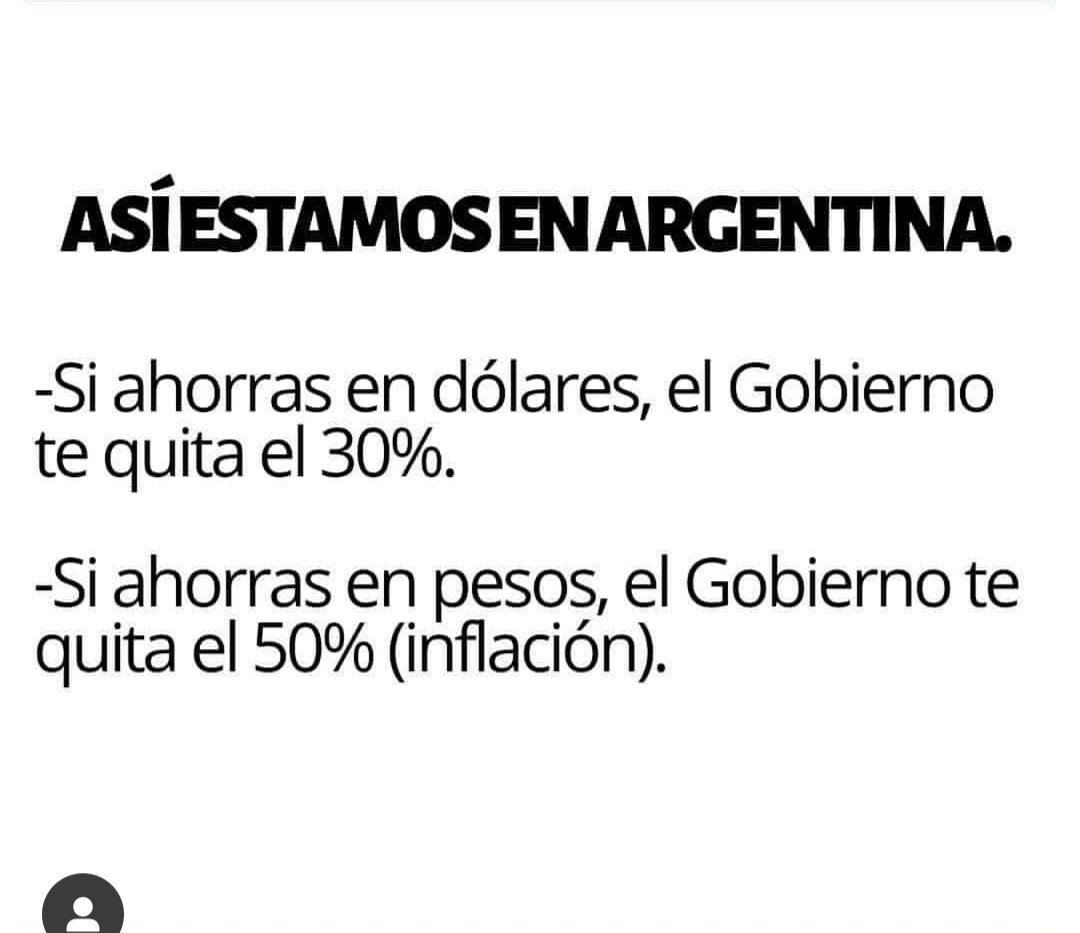 ASÍ ESTAMOS EN ARGENTINA.
-Si ahorras en dólares, el Gobierno
te quita el 30%.
-Si ahorras en pesos, el Gobierno te
quita el 50% (inflación).